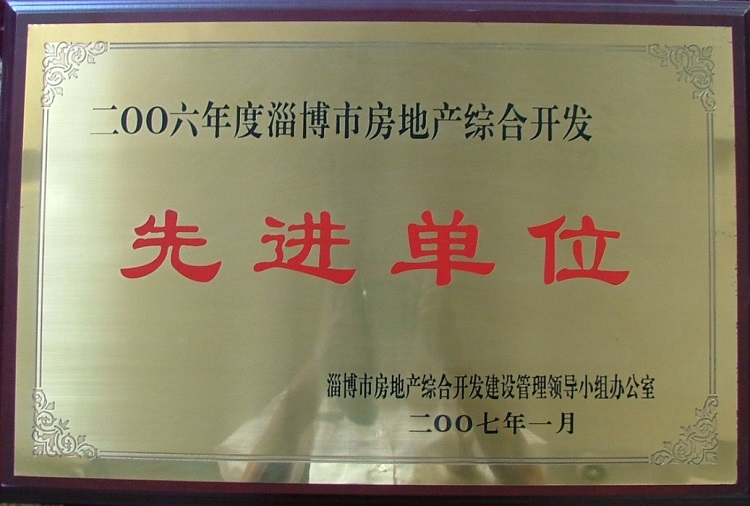 二OO六年度淄博市房地产综合开发
先进单位
淄博市房地产综合开发建设管理领导小组办公室
二OO七年一月